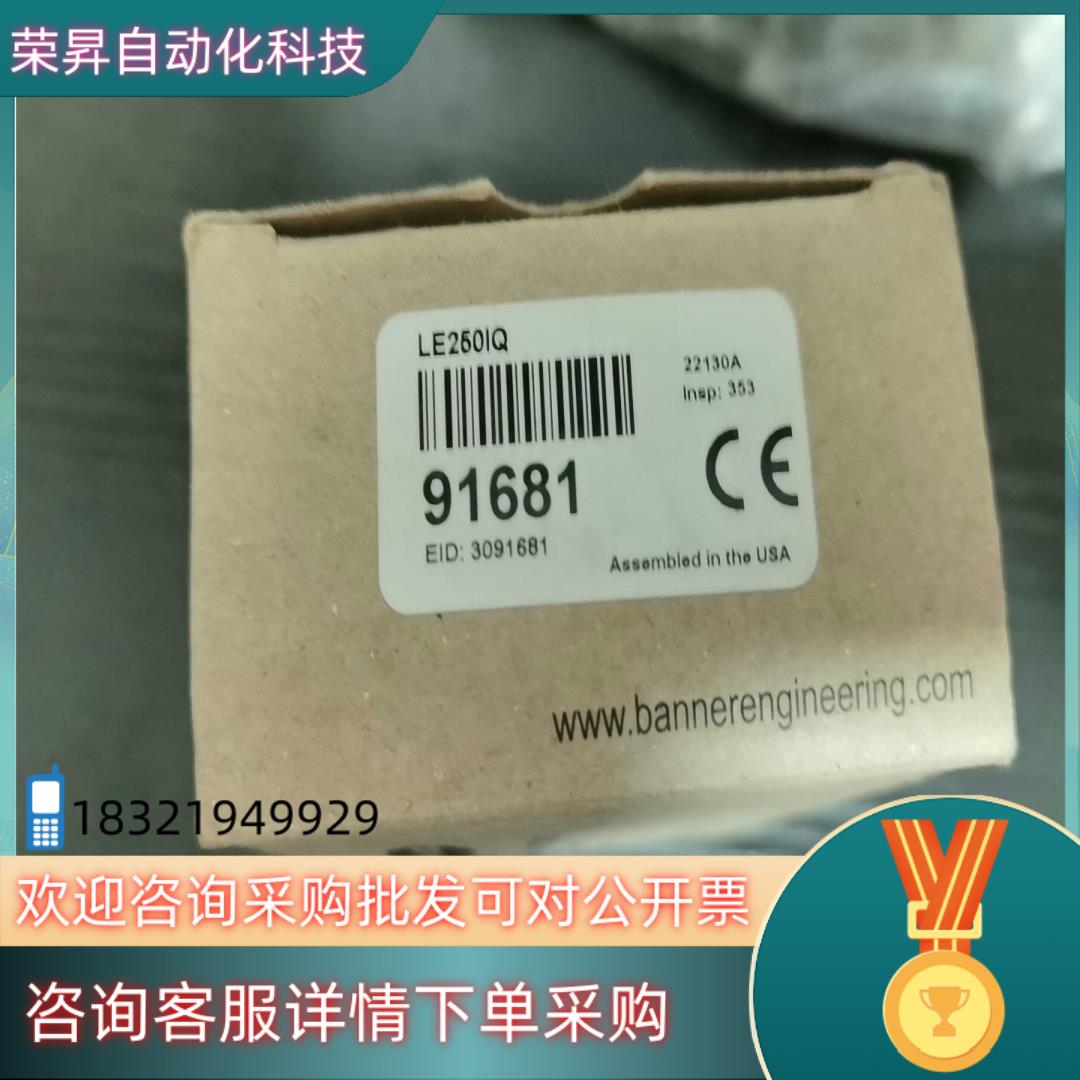 荣昇自动化科技
LE250IQ
22130A
Insp: 353
CE
91681
EID: 3091681
Assembled in the USA
www.bannerengineering.com
18321949929
欢迎咨询采购批发可对公开票
咨询客服详情下单采购